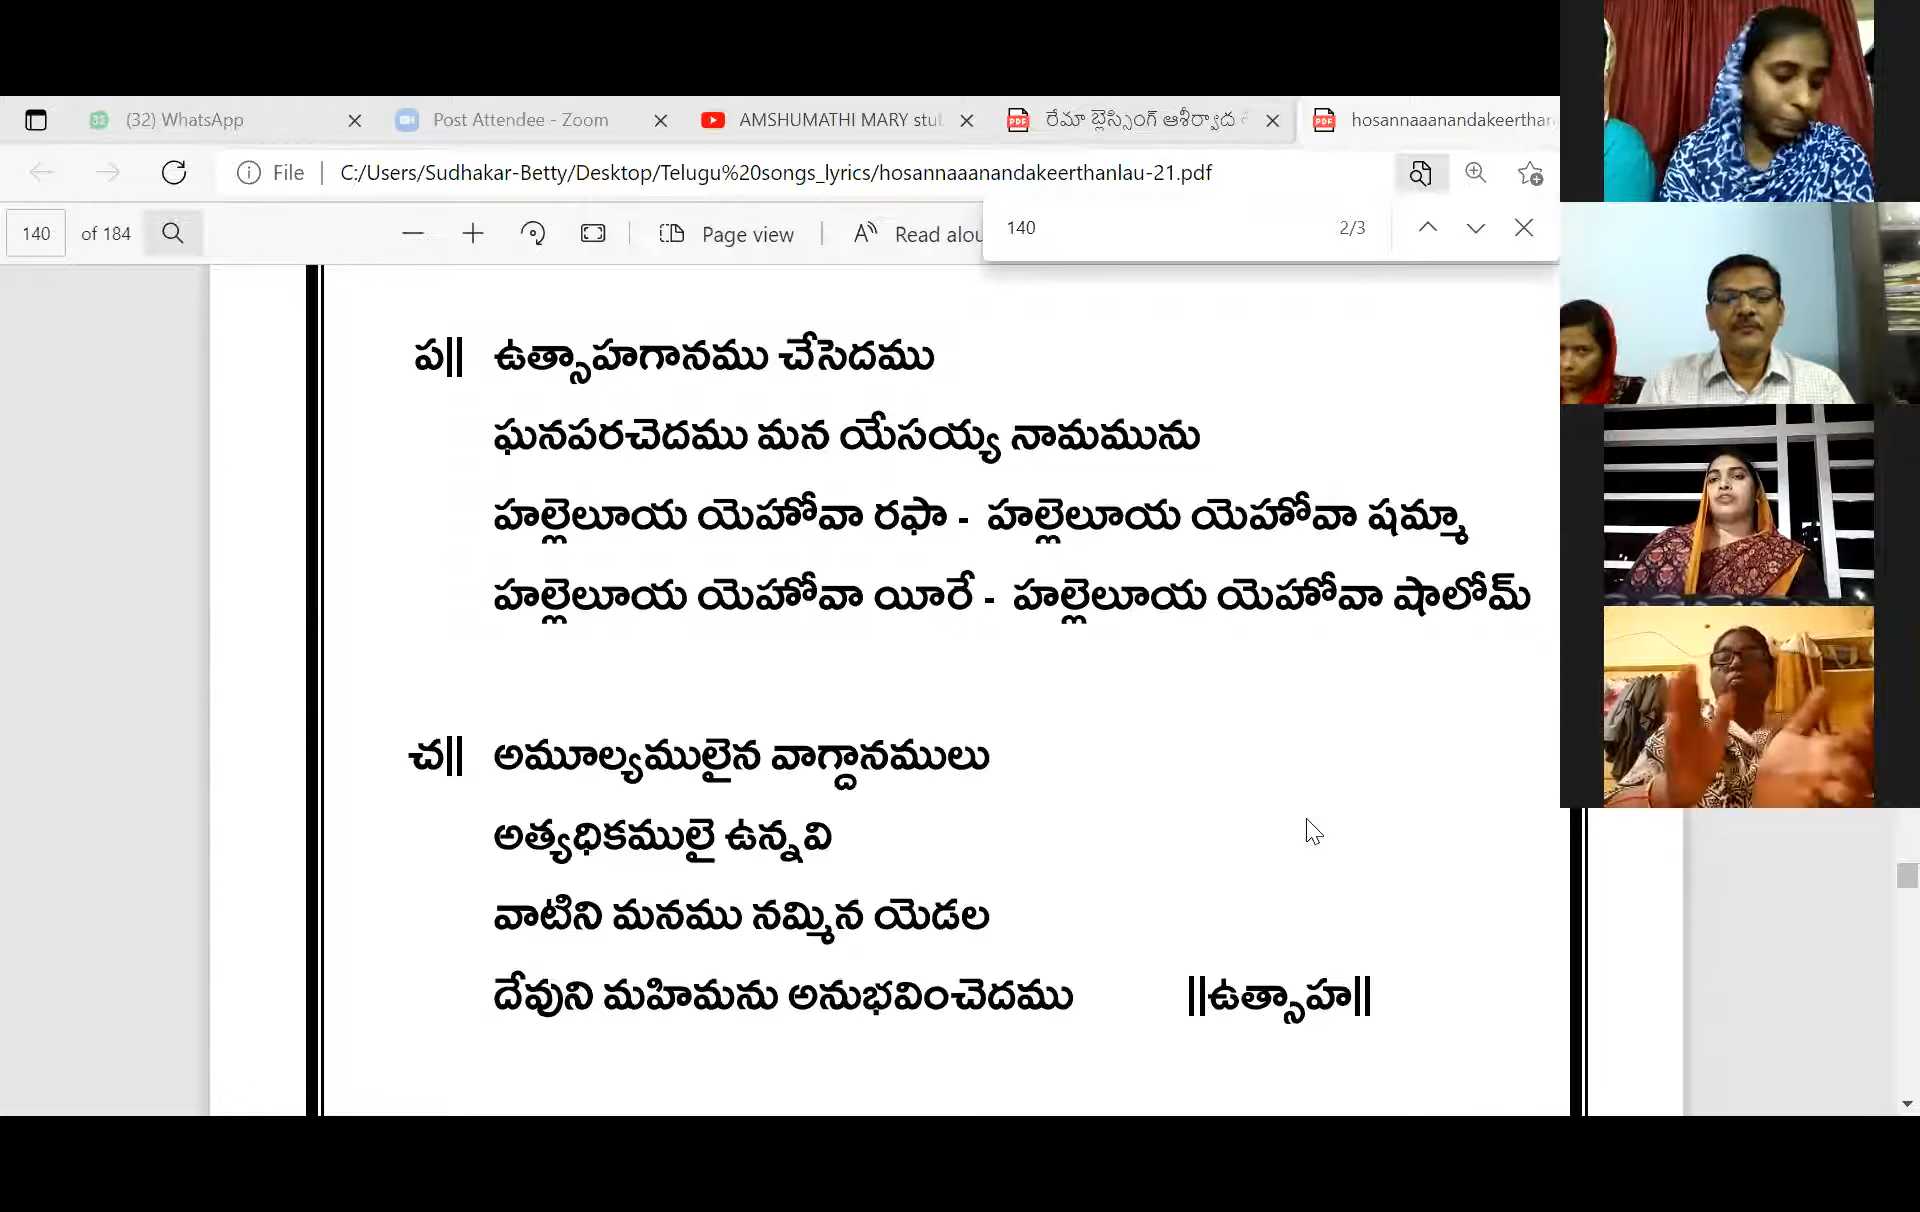 (32) WhatsApp
Post Attendee - Zoom
AMSHUMATHI MARY stu
రేమా బ్లెస్సింగ్ ఆశీర్వాద
hosannaaanandakeerthan
File
C:/Users/Sudhakar-Betty/Desktop/Telugu%20songs_lyrics/hosannaaanandakeerthanlau-21.pdf
140 of 184
Page view
Read alou
140
2/3
ప|| ఉత్సాహగానము చేసెదము
ఘనపరచెదము మన యేసయ్య నామమును
హల్లెలూయ యెహోవా రఫా - హల్లెలూయ యెహోవా షమ్మా
హల్లెలూయ యెహోవా యీరే - హల్లెలూయ యెహోవా షాలోమ్
చ|| అమూల్యములైన వాగ్దానములు
అత్యధికములై ఉన్నవి
వాటిని మనము నమ్మిన యెడల
దేవుని మహిమను అనుభవించెదము ||ఉత్సాహ||